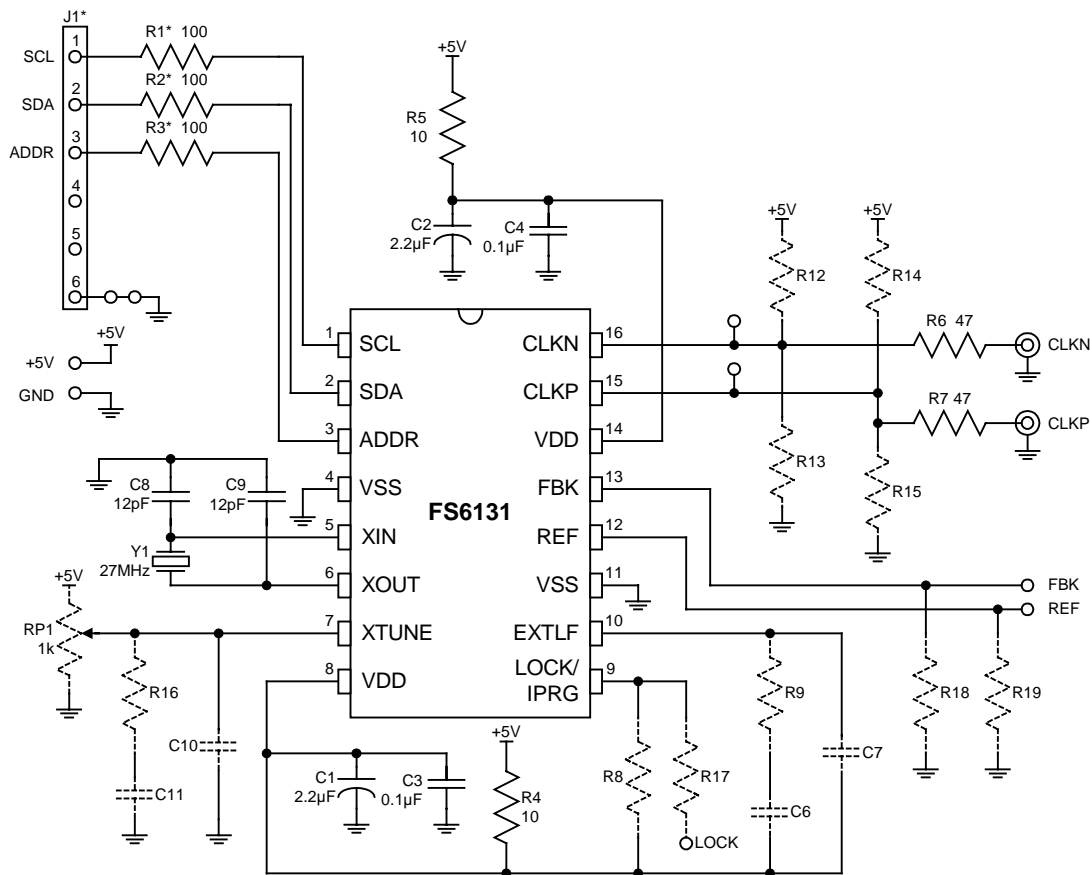 J1*
1
SCL
R1* 100
2
SDA
R2* 100
3
ADDR
R3* 100
4
5
6
+5V
+5V
GND
+5V
R5
10
C2
2.2µF
C4
0.1µF
+5V
+5V
R12
R14
R6 47
CLKN
R7 47
CLKP
R13
R15
FS6131
1
SCL
2
SDA
3
ADDR
4
VSS
5
XIN
6
XOUT
7
XTUNE
8
VDD
16
CLKN
15
CLKP
14
VDD
13
FBK
12
REF
11
VSS
10
EXTLF
9
LOCK/
IPRG
C8
12pF
C9
12pF
Y1
27MHz
+5V
RP1
1k
R16
C10
C11
C1
2.2µF
C3
0.1µF
+5V
R4
10
R8
R17
LOCK
R9
C6
C7
FBK
REF
R18
R19